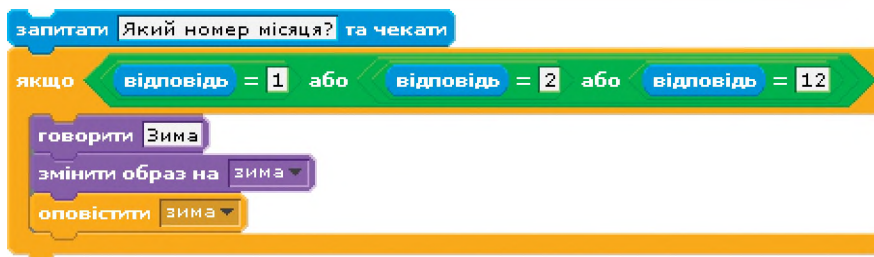 запитати Який номер місяця? та чекати
якщо відповідь = 1 або відповідь = 2 або відповідь = 12
говорити Зима
змінити образ на зима
оповістити зима